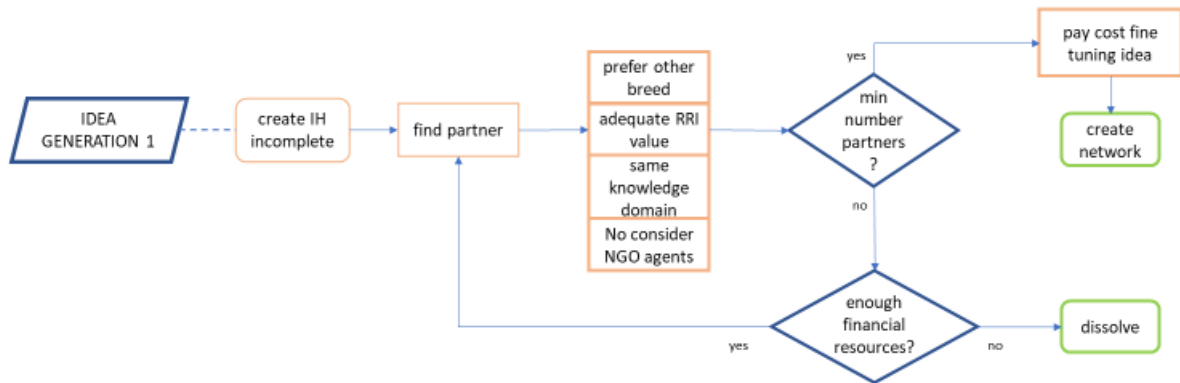 IDEA
GENERATION 1
create IH
incomplete
find partner
prefer other
breed
adequate RRI
value
same
knowledge
domain
No consider
NGO agents
min
number
partners
?
yes
pay cost fine
tuning idea
create
network
no
enough
financial
resources?
yes
no
dissolve